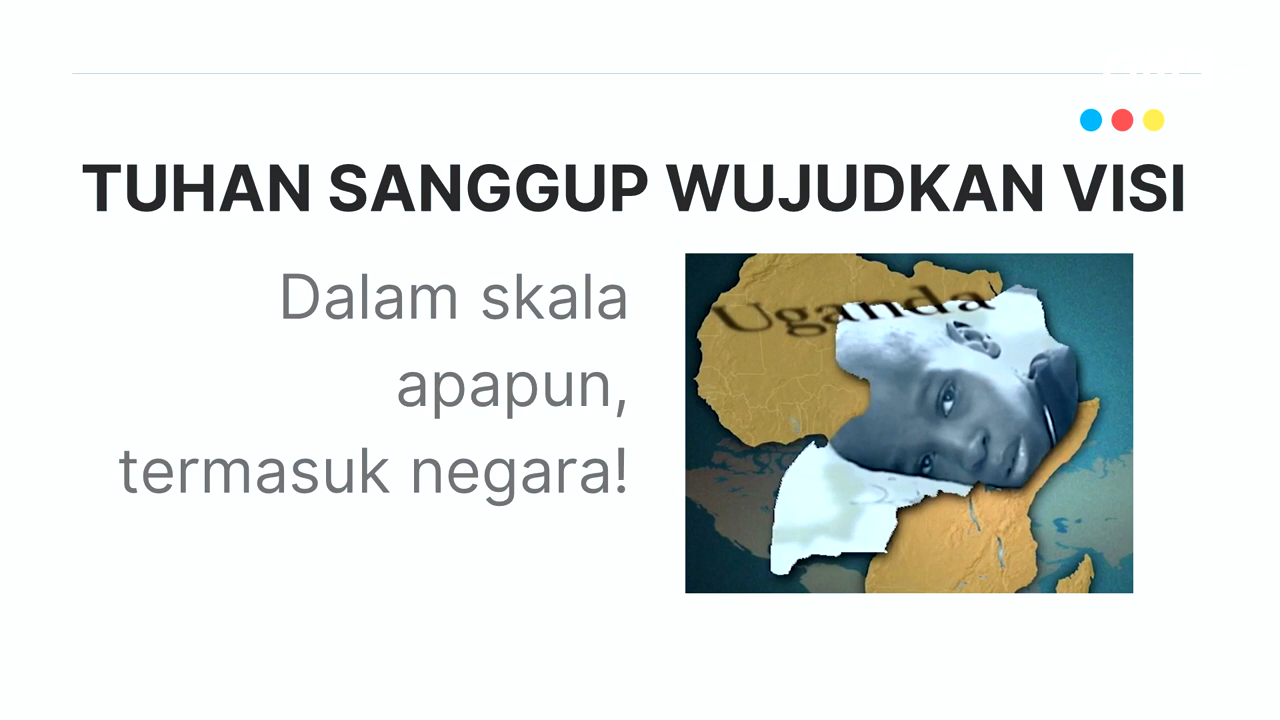 TUHAN SANGGUP WUJUDKAN VISI
Dalam skala
apapun,
termasuk negara!
Uganda